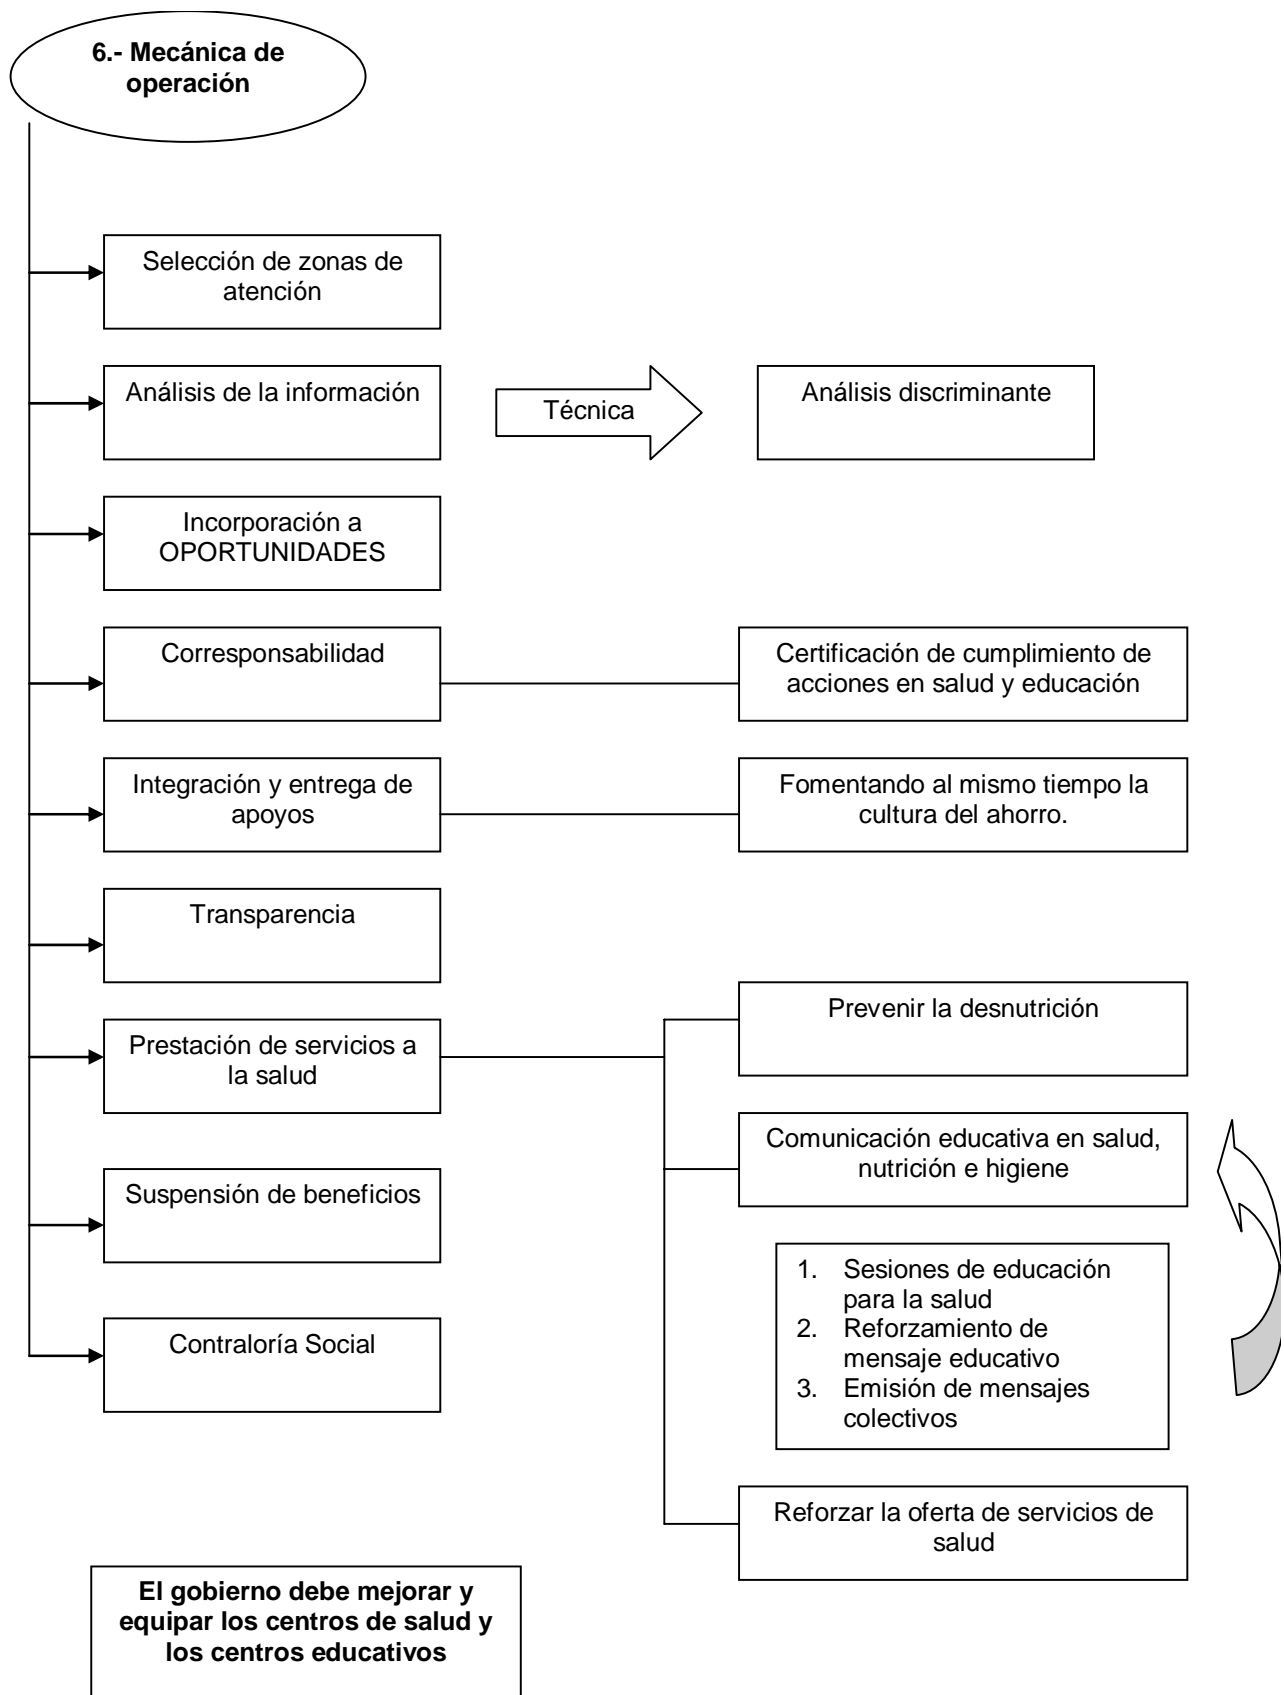 6.- Mecánica de
operación
Selección de zonas de
atención
Análisis de la información
Técnica
Análisis discriminante
Incorporación a
OPORTUNIDADES
Corresponsabilidad
Certificación de cumplimiento de
acciones en salud y educación
Integración y entrega de
apoyos
Fomentando al mismo tiempo la
cultura del ahorro.
Transparencia
Prestación de servicios a
la salud
Prevenir la desnutrición
Comunicación educativa en salud,
nutrición e higiene
1. Sesiones de educación
para la salud
2. Reforzamiento de
mensaje educativo
3. Emisión de mensajes
colectivos
Reforzar la oferta de servicios de
salud
Suspensión de beneficios
Contraloría Social
El gobierno debe mejorar y
equipar los centros de salud y
los centros educativos